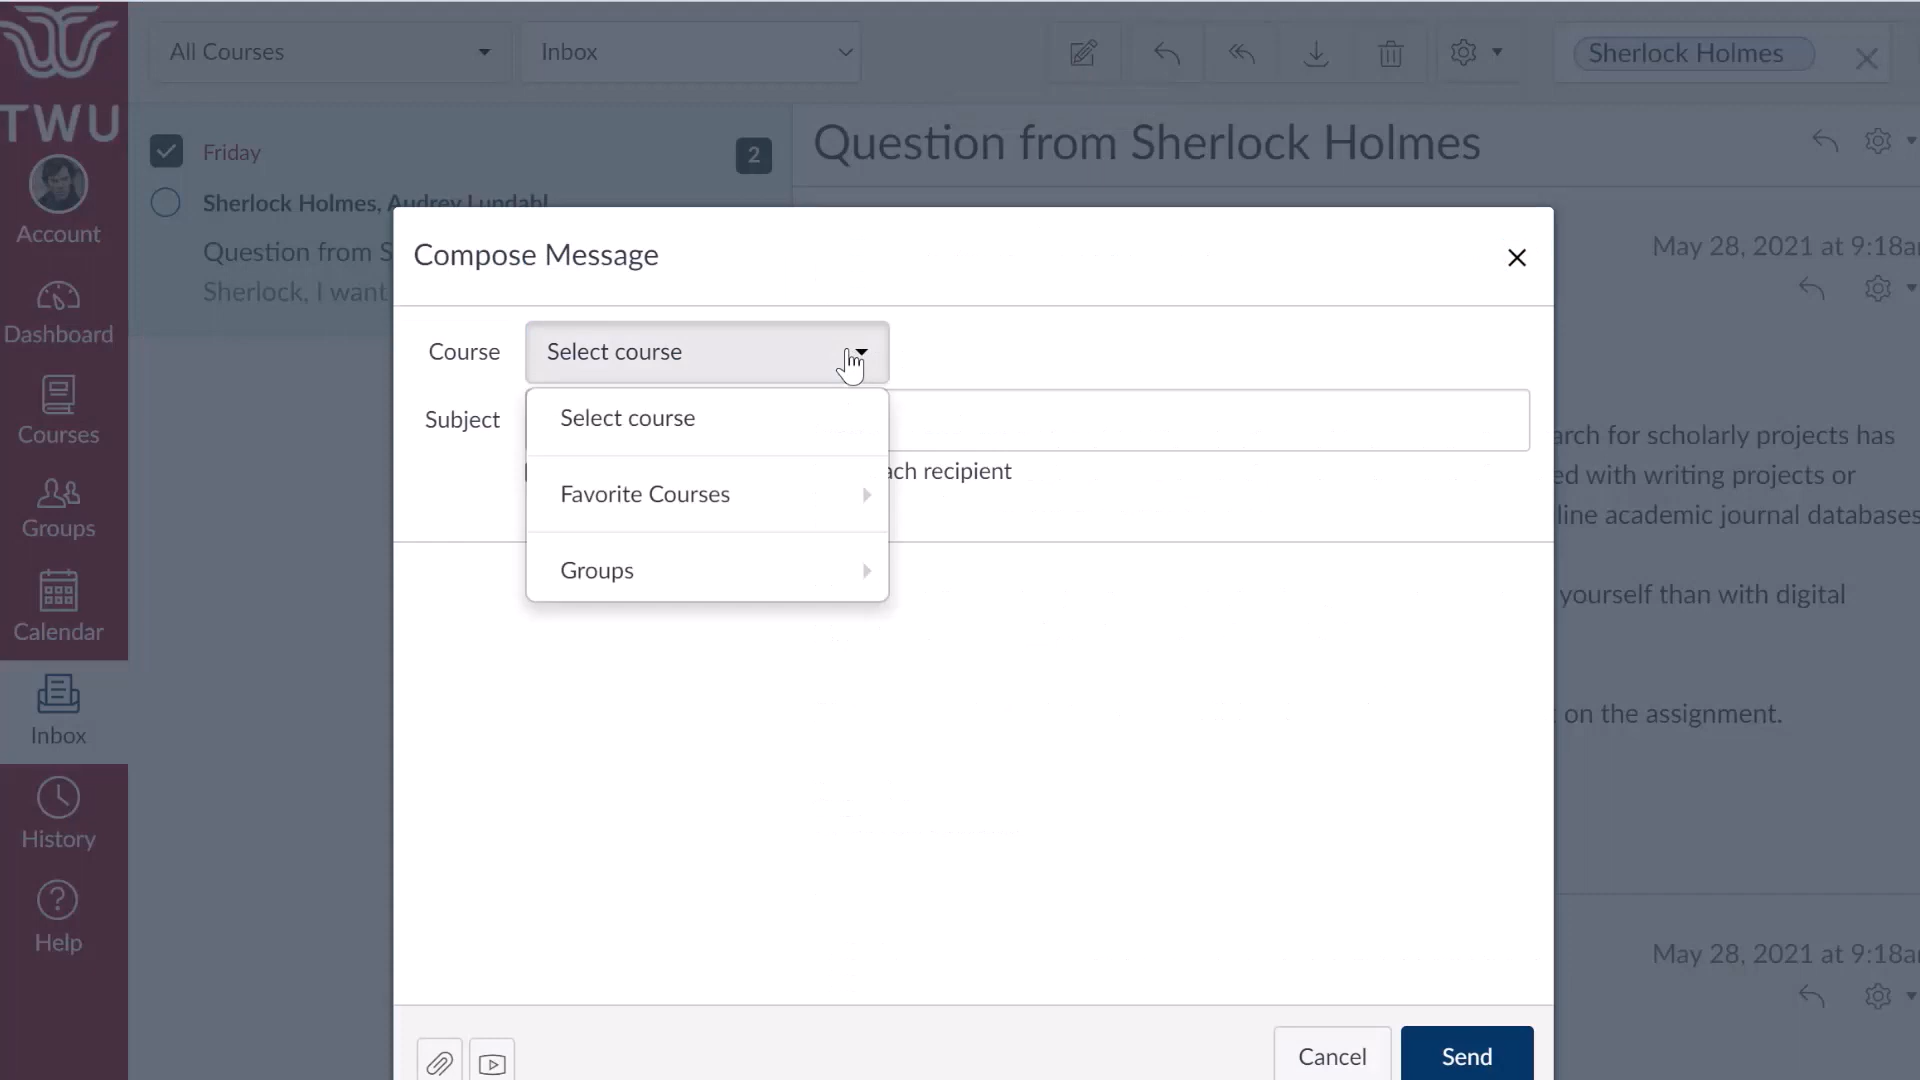 TWU
Account
Dashboard
Courses
Groups
Calendar
Inbox
History
Help
All Courses
Inbox
Sherlock Holmes
Friday
2
Sherlock Holmes, Audrey Lundahl
Question from S
Sherlock, I want
Question from Sherlock Holmes
May 28, 2021 at 9:18a
arch for scholarly projects has
ed with writing projects or
line academic journal databases
yourself than with digital
on the assignment.
May 28, 2021 at 9:18a
Compose Message
Course
Select course
Subject
Select course
Favorite Courses
Groups
ach recipient
Cancel
Send